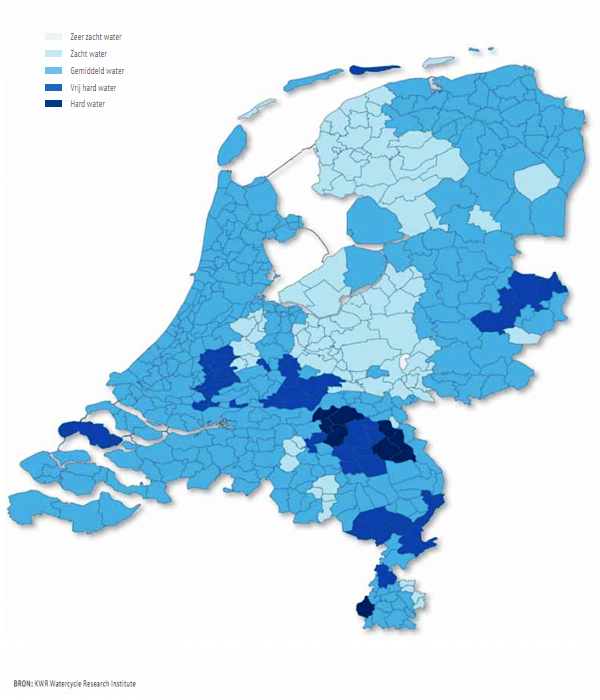 Zeer zacht water
Zacht water
Gemiddeld water
Vrij hard water
Hard water
BRON: KWR Watercycle Research Institute